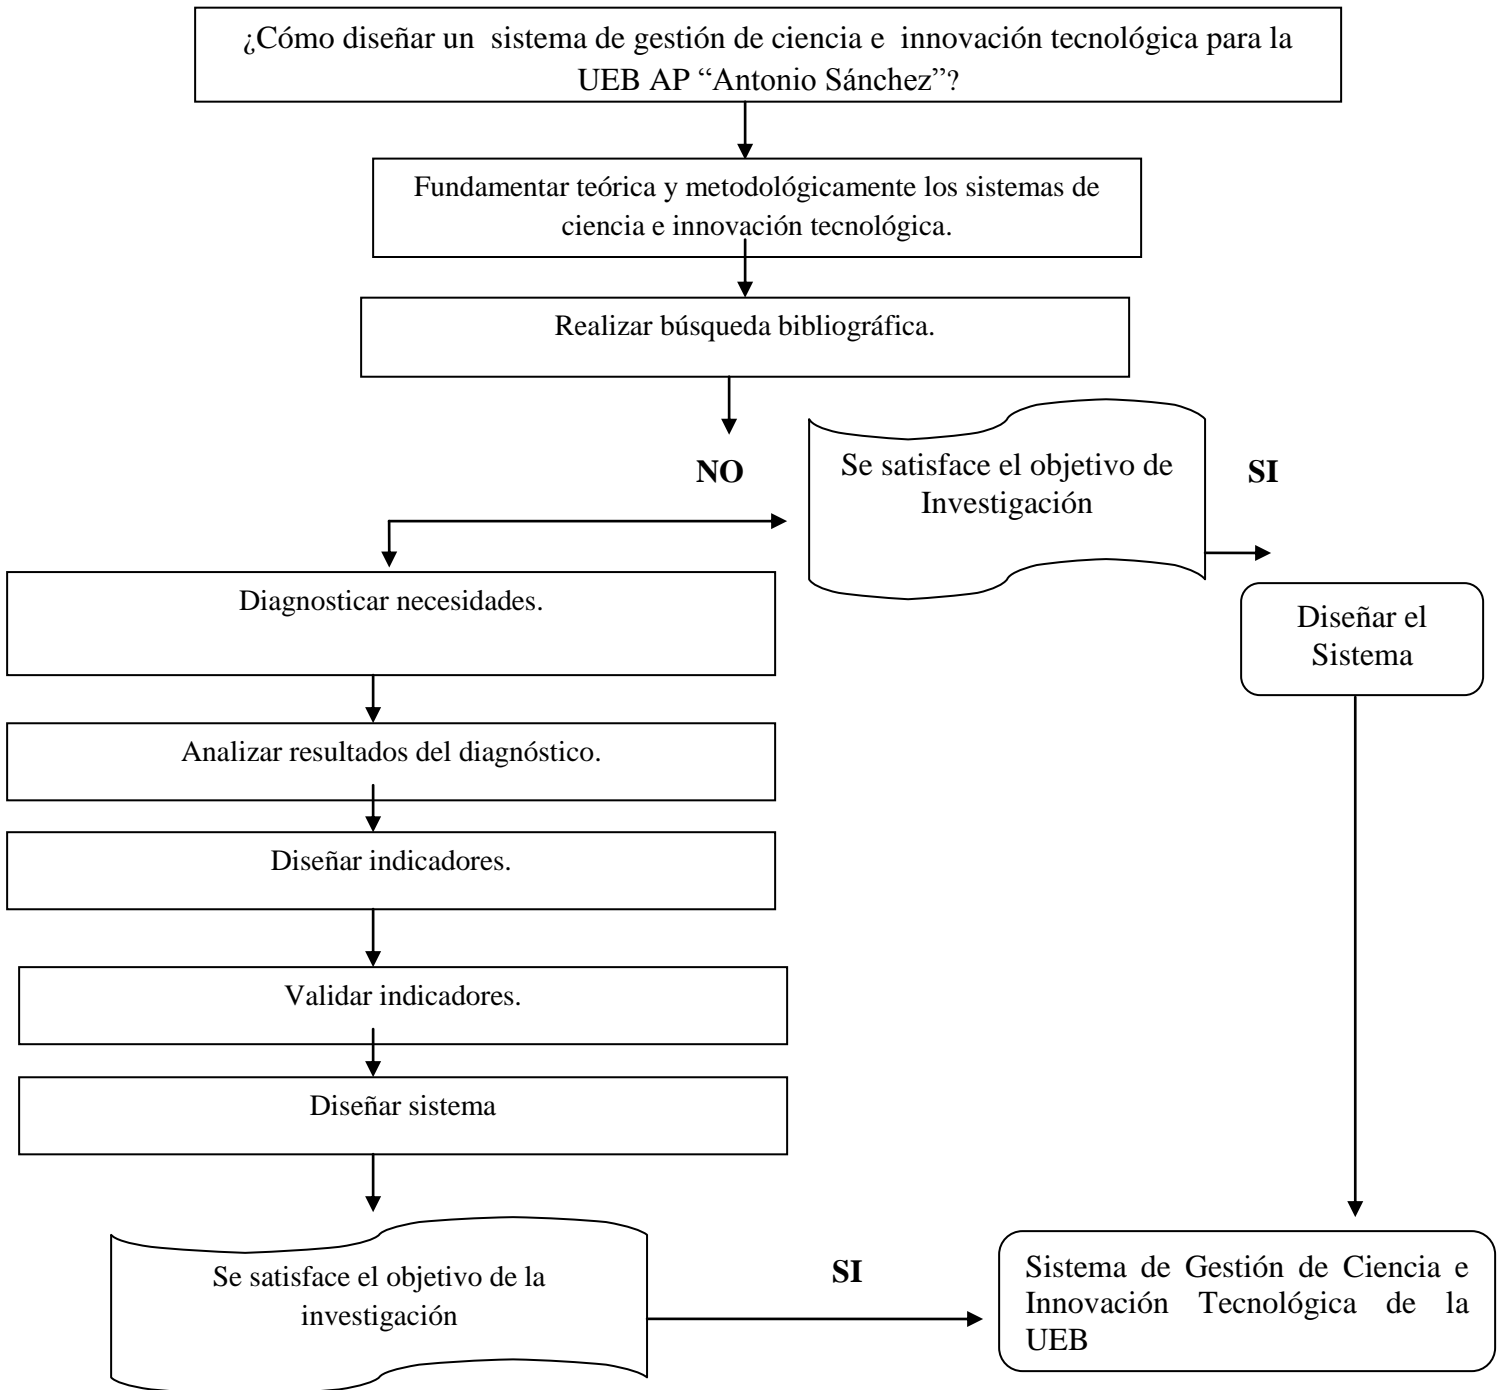 ¿Cómo diseñar un sistema de gestión de ciencia e innovación tecnológica para la
UEB AP “Antonio Sánchez”?
Fundamentar teórica y metodológicamente los sistemas de
ciencia e innovación tecnológica.
Realizar búsqueda bibliográfica.
NO
Se satisface el objetivo de
Investigación
SI
Diagnosticar necesidades.
Diseñar el
Sistema
Analizar resultados del diagnóstico.
Diseñar indicadores.
Validar indicadores.
Diseñar sistema
Se satisface el objetivo de la
investigación
SI
Sistema de Gestión de Ciencia e
Innovación Tecnológica de la
UEB